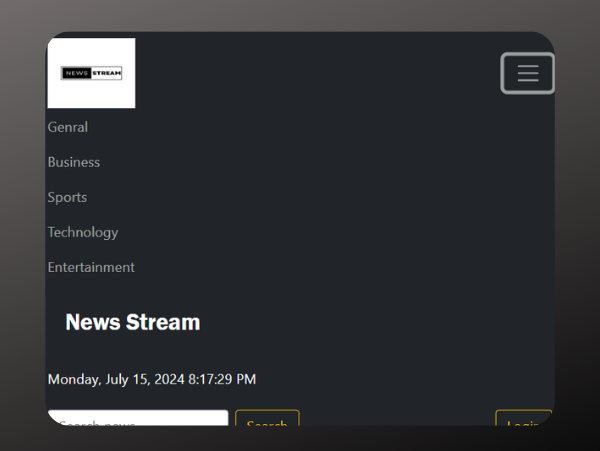 NEWS STREAM
Genral
Business
Sports
Technology
Entertainment
News Stream
Monday, July 15, 2024 8:17:29 PM
Search news
Search
Login